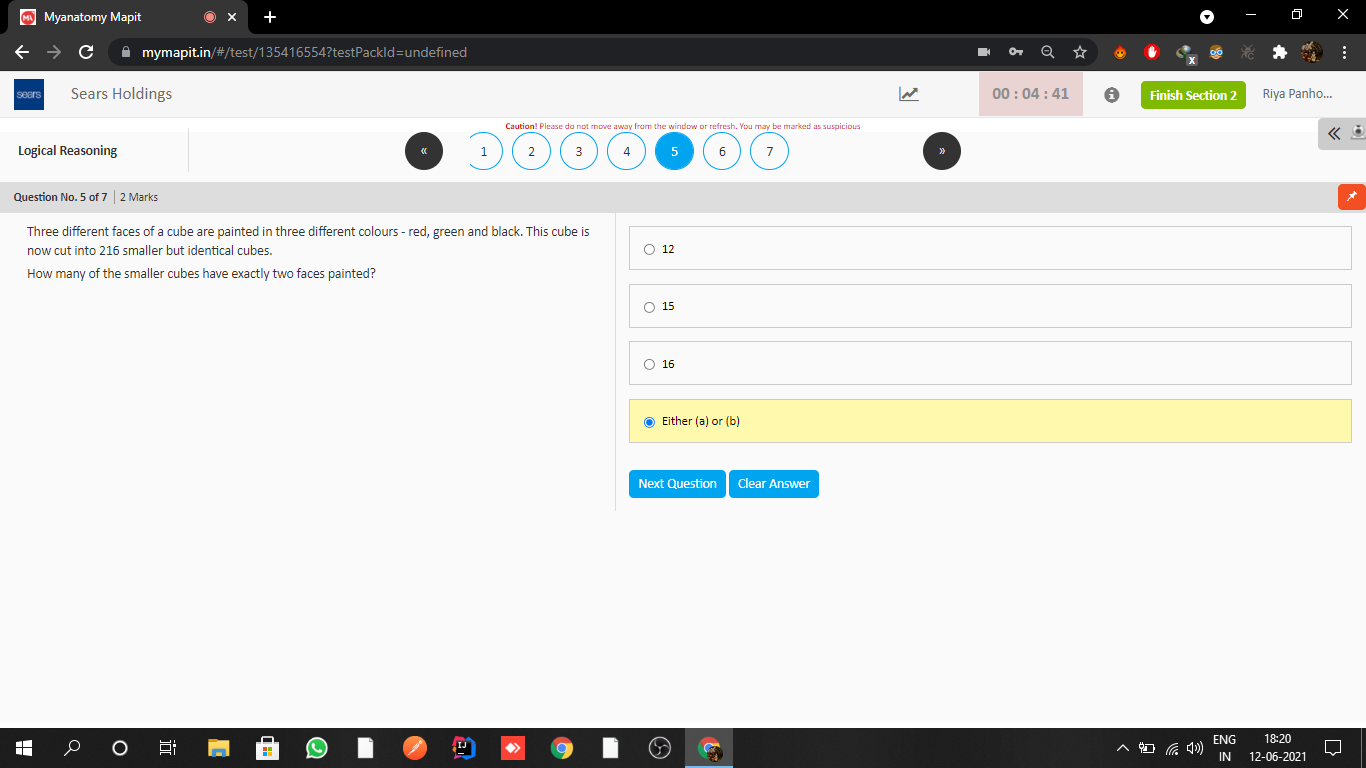 Myanatomy Mapit
mymapit.in/#/test/135416554?testPackId=undefined
sears
Sears Holdings
00 : 04 : 41
Finish Section 2
Riya Panho...
Caution! Please do not move away from the window or refresh, You may be marked as suspicious
Logical Reasoning
«
1
2
3
4
5
6
7
»
Question No. 5 of 7
2 Marks
Three different faces of a cube are painted in three different colours - red, green and black. This cube is
now cut into 216 smaller but identical cubes.
How many of the smaller cubes have exactly two faces painted?
12
15
16
Either (a) or (b)
Next Question
Clear Answer
ENG
IN
18:20
12-06-2021